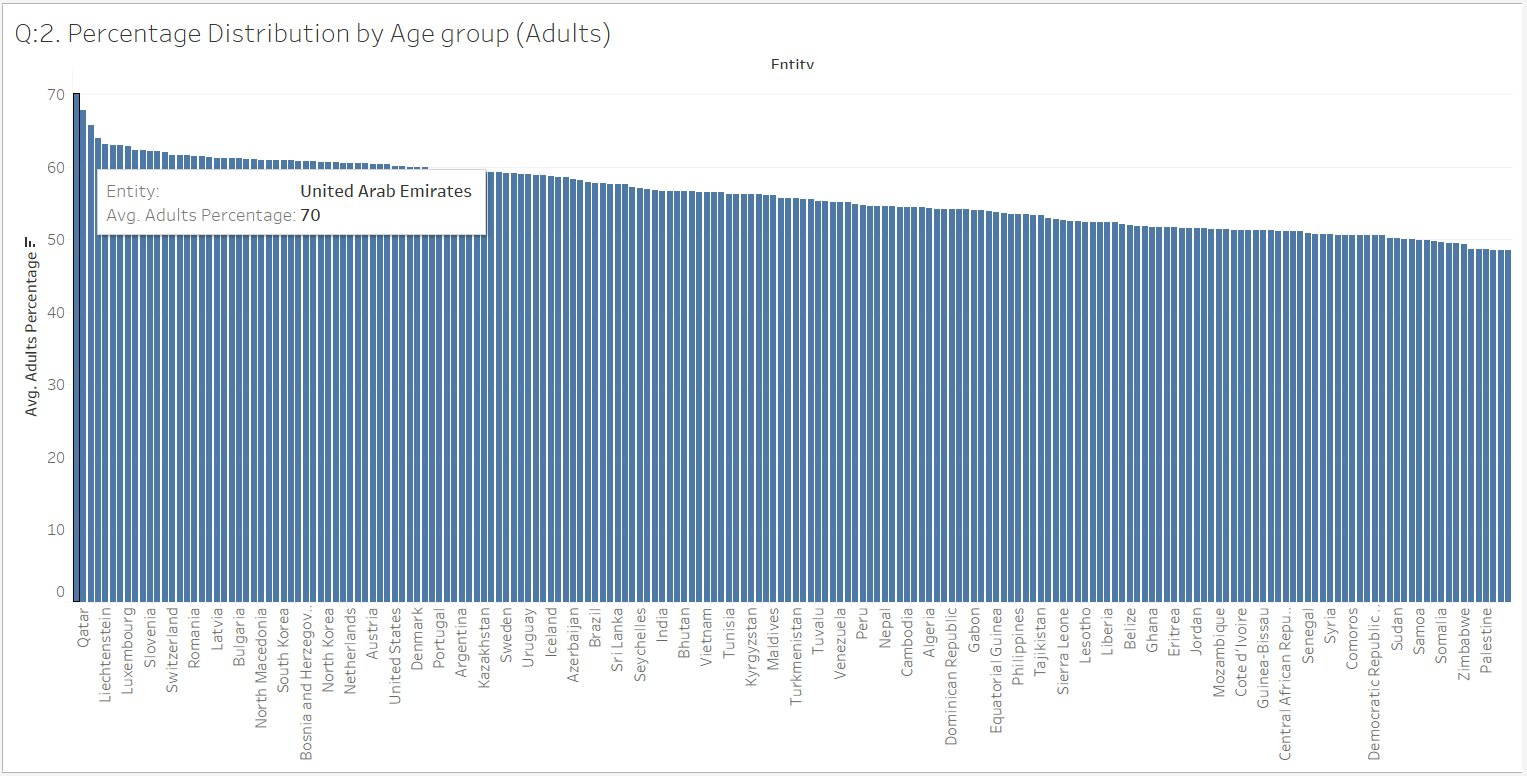 Q:2. Percentage Distribution by Age group (Adults)
Entity
70
60
50
40
30
20
10
0
Avg. Adults Percentage
Entity: United Arab Emirates
Avg. Adults Percentage: 70
Qatar
Liechtenstein
Luxembourg
Slovenia
Switzerland
Romania
Latvia
Bulgaria
North Macedonia
South Korea
Bosnia and Herzegov..
North Korea
Netherlands
Austria
United States
Denmark
Portugal
Argentina
Kazakhstan
Sweden
Uruguay
Iceland
Azerbaijan
Brazil
Sri Lanka
Seychelles
India
Bhutan
Vietnam
Tunisia
Kyrgyzstan
Maldives
Turkmenistan
Tuvalu
Venezuela
Peru
Nepal
Cambodia
Algeria
Dominican Republic
Gabon
Equatorial Guinea
Philippines
Tajikistan
Sierra Leone
Lesotho
Liberia
Belize
Ghana
Eritrea
Jordan
Mozambique
Cote d'Ivoire
Guinea-Bissau
Central African Repu..
Senegal
Syria
Comoros
Democratic Republic ..
Sudan
Samoa
Somalia
Zimbabwe
Palestine